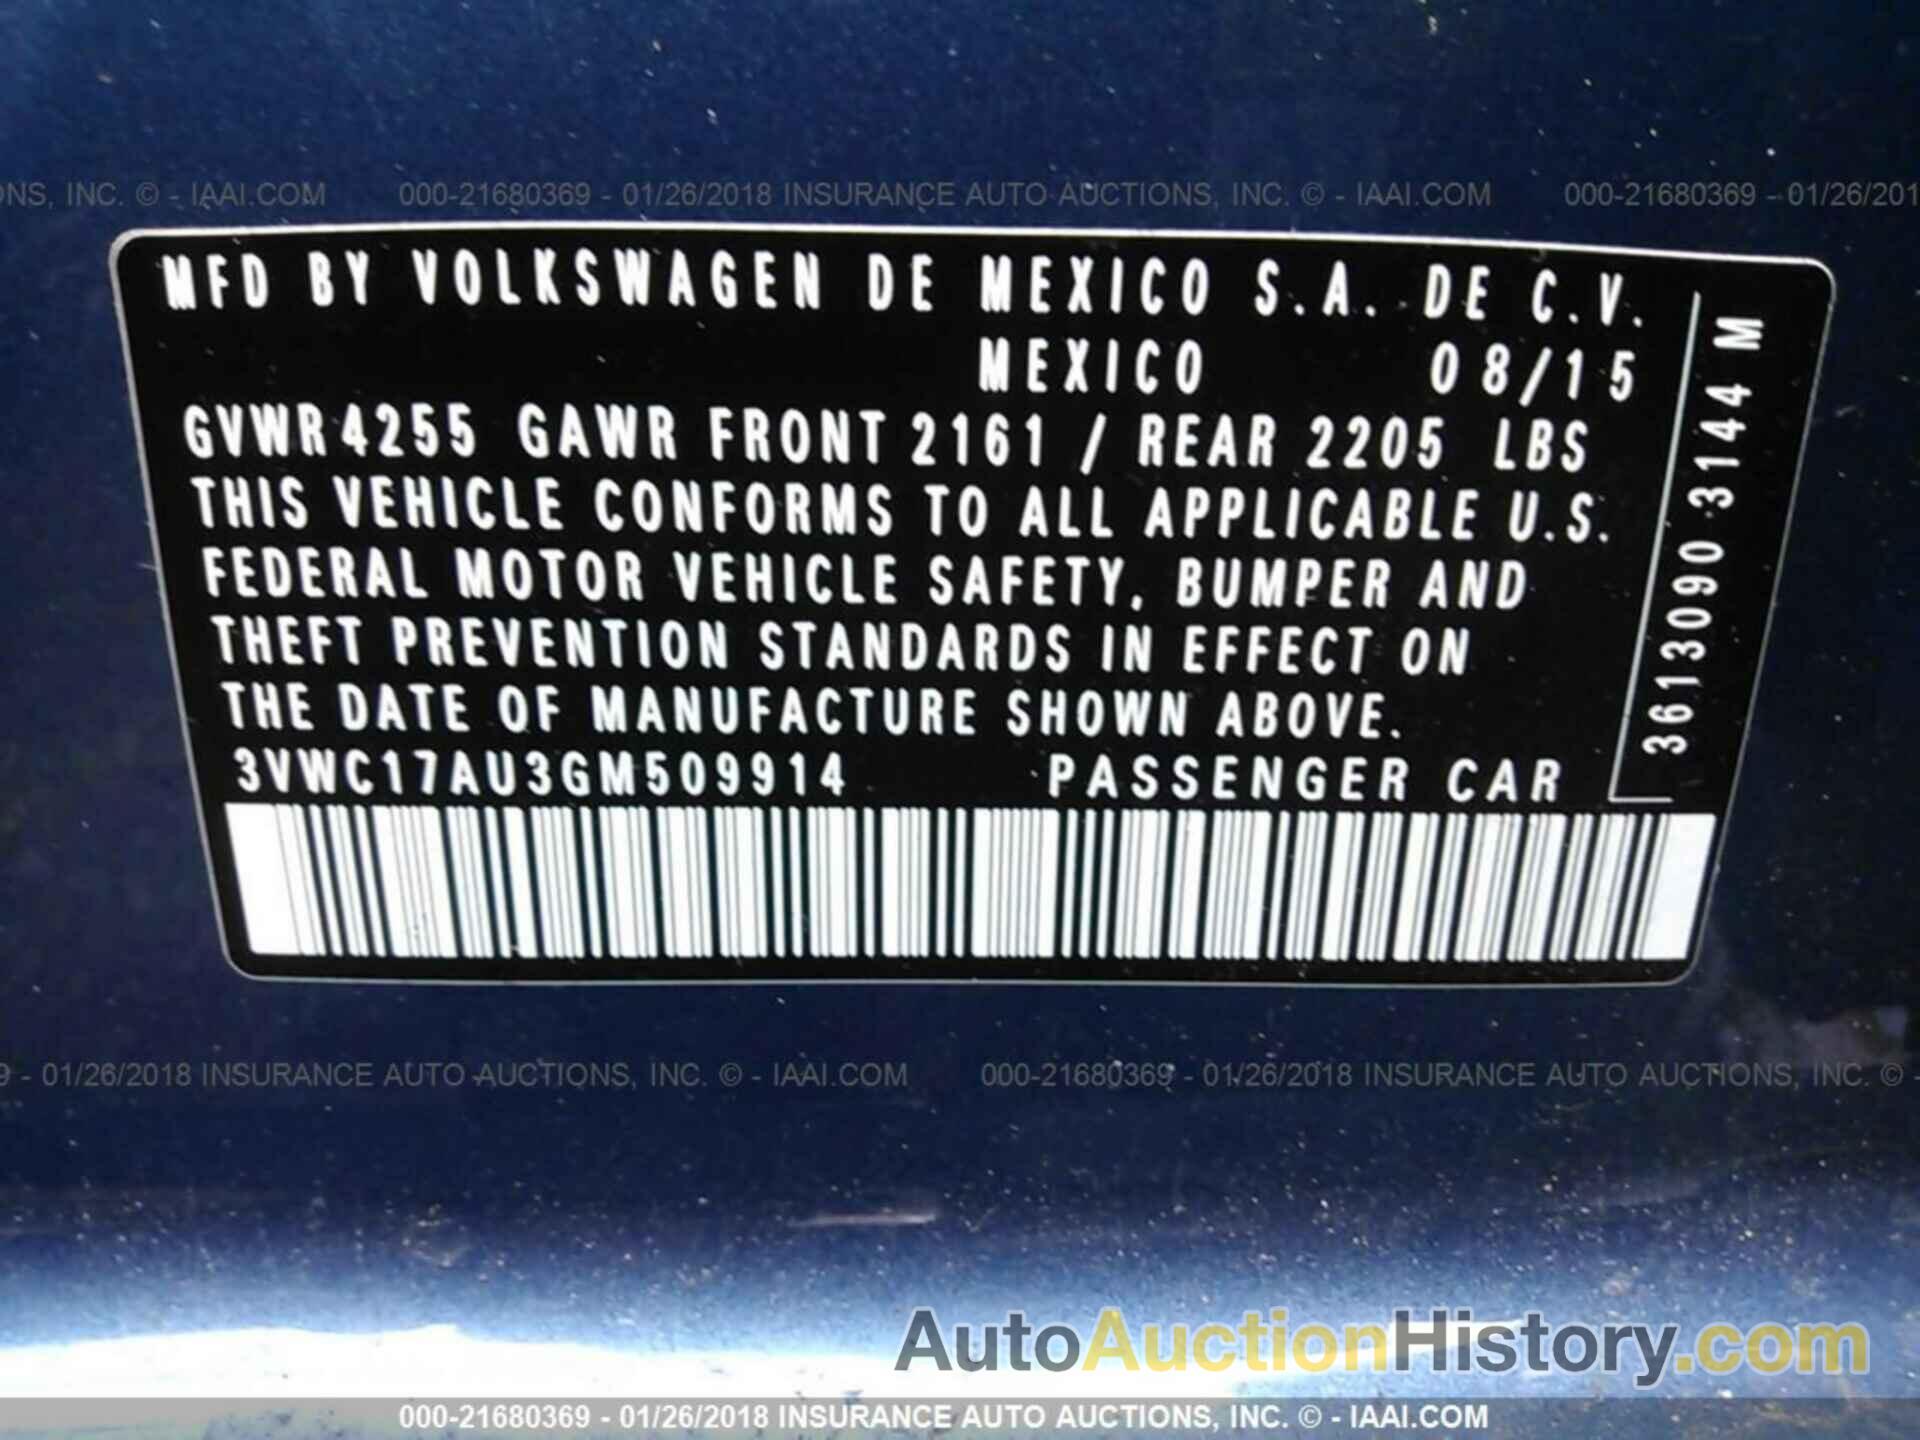 ONS, INC. © - IAAI.COM 000-21680369 - 01/26/2018 INSURANCE AUTO AUCTIONS, INC. © - IAAI.COM 000-21680369 - 01/26/201
MFD BY VOLKSWAGEN DE MEXICO S.A. DE C.V.
MEXICO 08/15
GVWR 4255 GAWR FRONT 2161 / REAR 2205 LBS
THIS VEHICLE CONFORMS TO ALL APPLICABLE U.S.
FEDERAL MOTOR VEHICLE SAFETY, BUMPER AND
THEFT PREVENTION STANDARDS IN EFFECT ON
THE DATE OF MANUFACTURE SHOWN ABOVE.
3VWC17AU3GM509914 PASSENGER CAR
3613090 3144 M
9 - 01/26/2018 INSURANCE AUTO AUCTIONS, INC. © - IAAI.COM 000-21680369 - 01/26/2018 INSURANCE AUTO AUCTIONS, INC. © -
AutoAuctionHistory.com
000-21680369 - 01/26/2018 INSURANCE AUTO AUCTIONS, INC. © - IAAI.COM